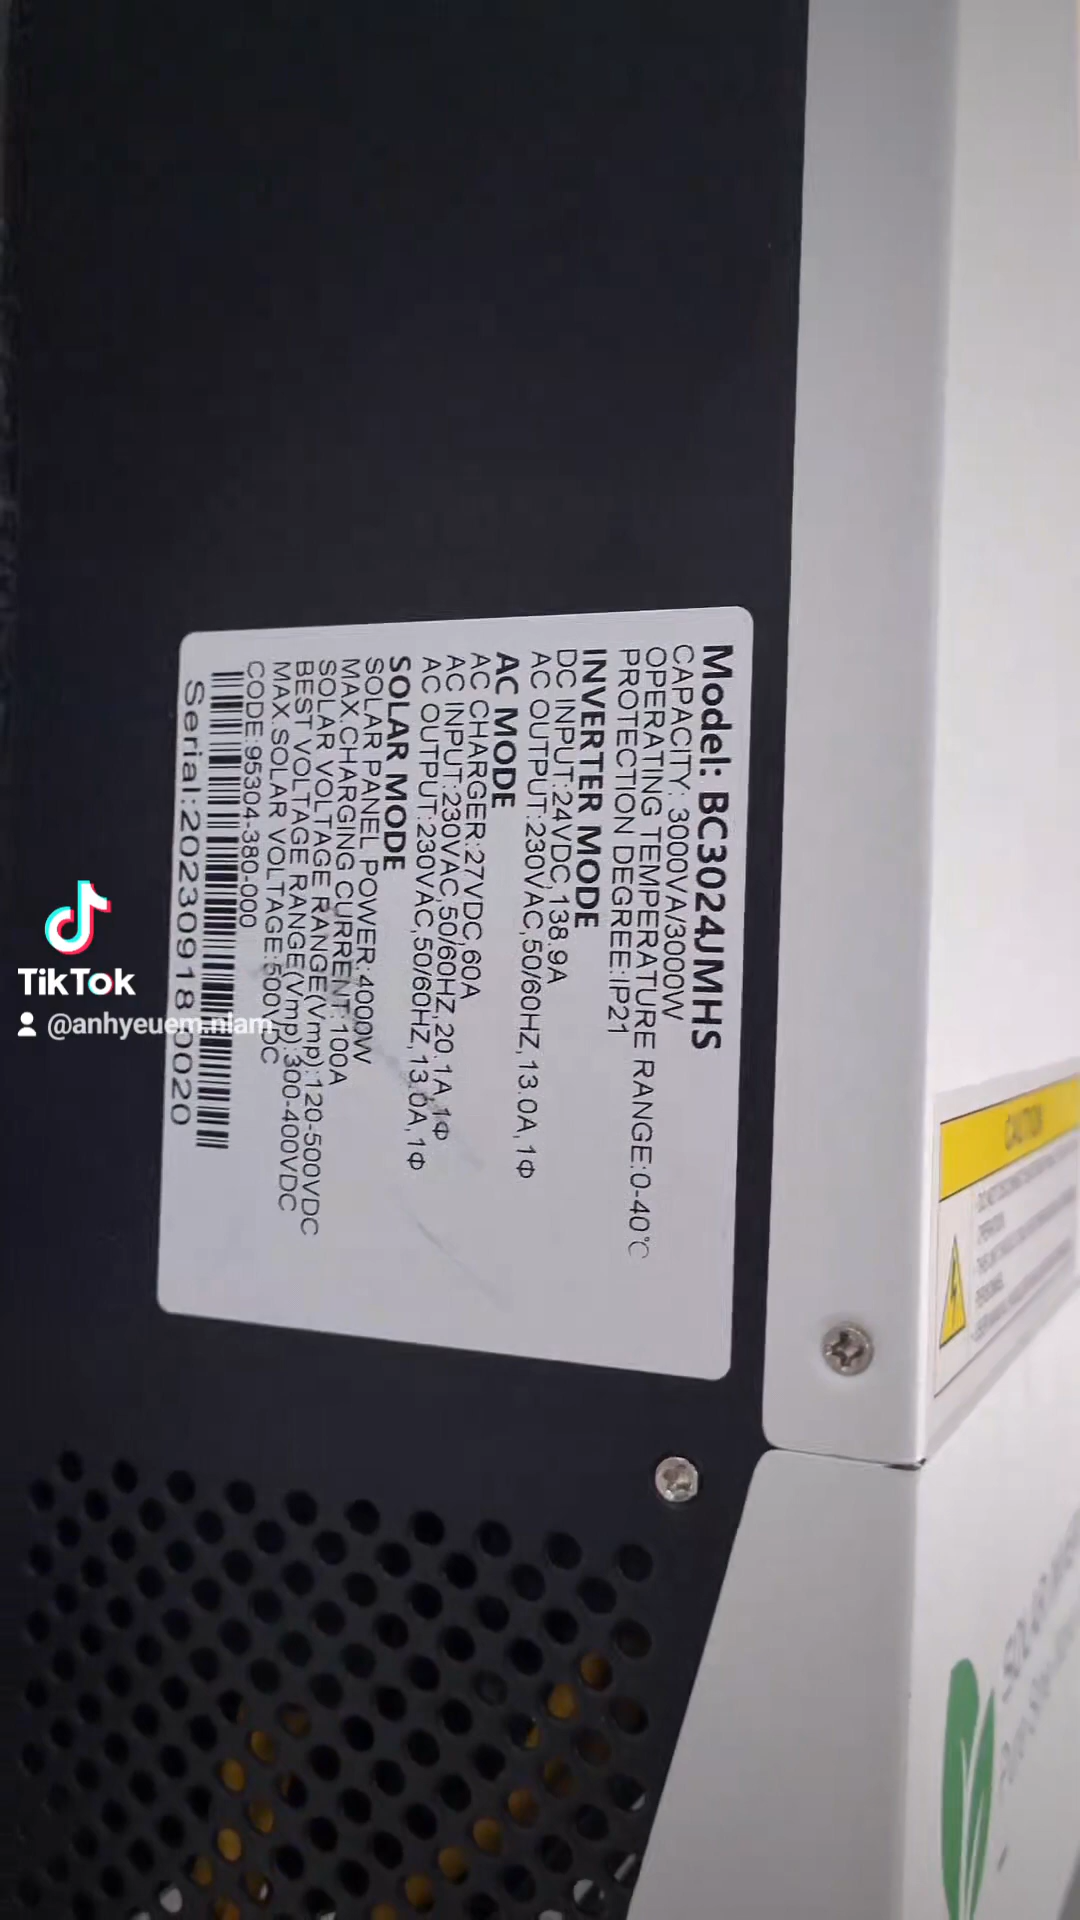 Model: BC3024JMHS
CAPACITY: 3000VA/3000W
OPERATING TEMPERATURE RANGE:0-40℃
PROTECTION DEGREE:IP21
INVERTER MODE
DC INPUT:24VDC,138.9A
AC OUTPUT:230VAC,50/60HZ,13.0A,1Φ
AC MODE
AC CHARGER:27VDC,60A
AC INPUT:230VAC,50/60HZ,20.1A,1Φ
AC OUTPUT:230VAC,50/60HZ,13.0A,1Φ
SOLAR MODE
SOLAR PANEL POWER:4000W
MAX.CHARGING CURRENT:100A
SOLAR VOLTAGE RANGE(Vmp):120-500VDC
BEST VOLTAGE RANGE(Vmp):300-400VDC
MAX.SOLAR VOLTAGE:500VDC
CODE:95304-380-000
Serial:2023091810020
CAUTION
TikTok
@anhyeuem.niam